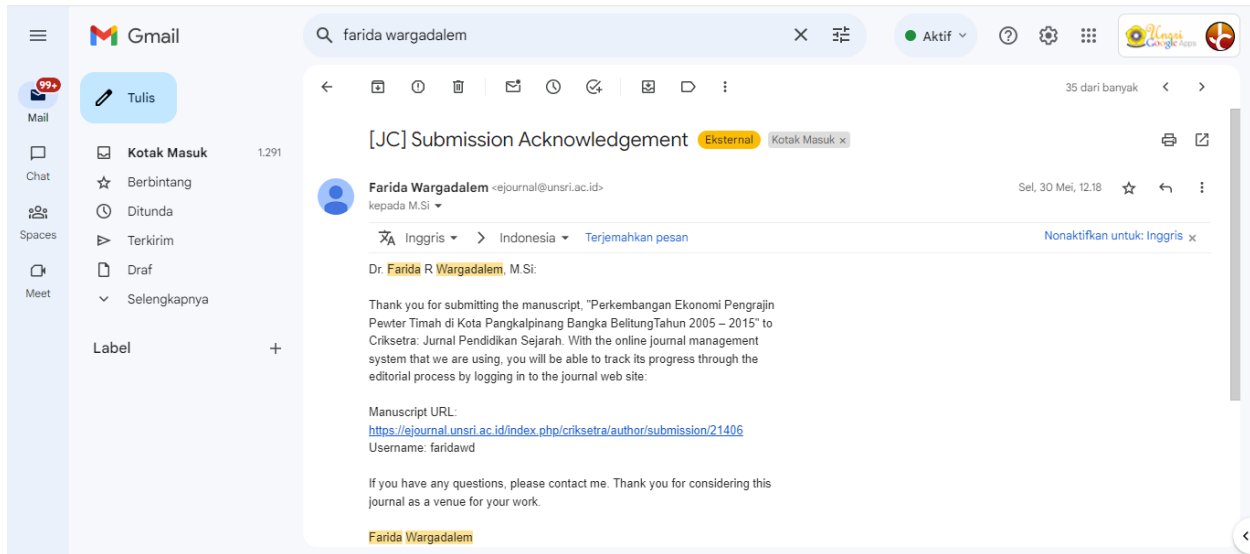 Gmail
farida wargadalem
Aktif
Unsri
Google Apps
99+
Mail
Chat
Spaces
Meet
Tulis
Kotak Masuk 1.291
Berbintang
Ditunda
Terkirim
Draf
Selengkapnya
Label
35 dari banyak
[JC] Submission Acknowledgement Eksternal Kotak Masuk ×
Farida Wargadalem <ejournal@unsri.ac.id> Sel, 30 Mei, 12.18
kepada M.Si
Inggris Indonesia Terjemahkan pesan Nonaktifkan untuk: Inggris ×
Dr. Farida R Wargadalem, M.Si:
Thank you for submitting the manuscript, "Perkembangan Ekonomi Pengrajin
Pewter Timah di Kota Pangkalpinang Bangka BelitungTahun 2005 – 2015" to
Criksetra: Jurnal Pendidikan Sejarah. With the online journal management
system that we are using, you will be able to track its progress through the
editorial process by logging in to the journal web site:
Manuscript URL:
https://ejournal.unsri.ac.id/index.php/criksetra/author/submission/21406
Username: faridawd
If you have any questions, please contact me. Thank you for considering this
journal as a venue for your work.
Farida Wargadalem